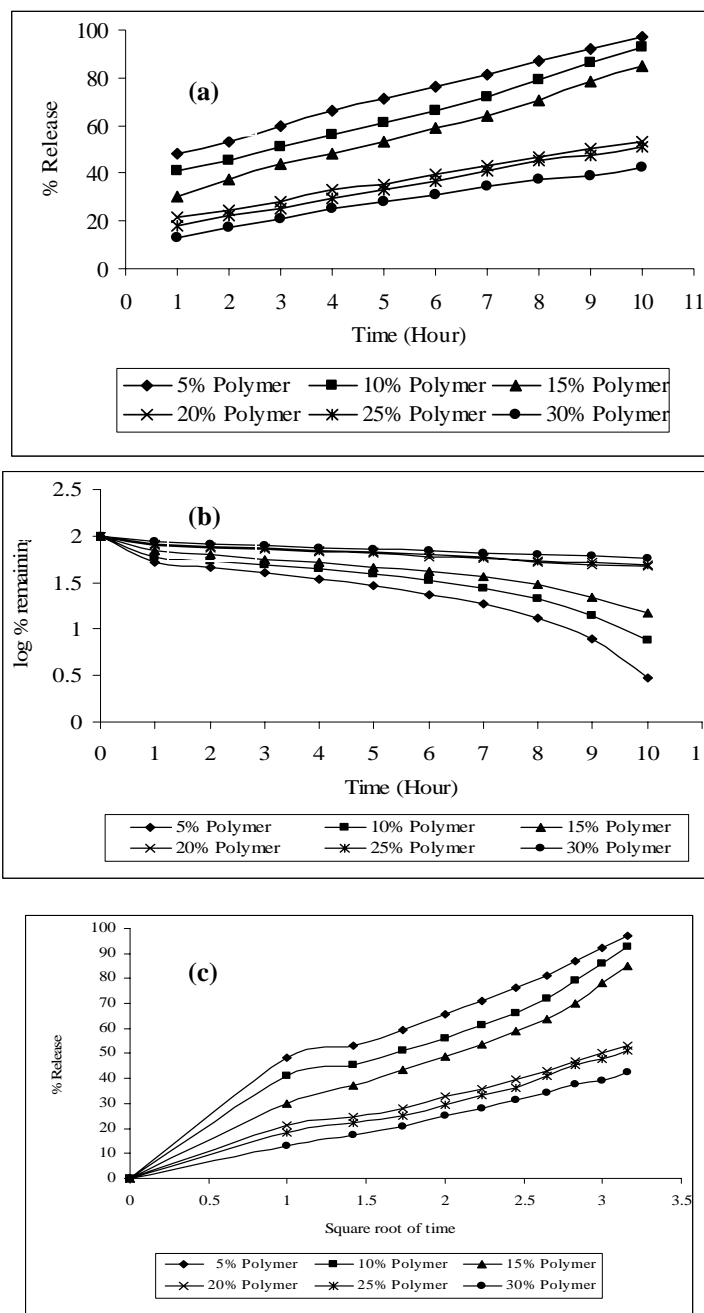 (a)
% Release
100
80
60
40
20
0
0 1 2 3 4 5 6 7 8 9 10 11
Time (Hour)
5% Polymer 10% Polymer 15% Polymer
20% Polymer 25% Polymer 30% Polymer
(b)
log % remaining
2.5
2
1.5
1
0.5
0
0 1 2 3 4 5 6 7 8 9 10 1
Time (Hour)
5% Polymer 10% Polymer 15% Polymer
20% Polymer 25% Polymer 30% Polymer
(c)
% Release
100
90
80
70
60
50
40
30
20
10
0
0 0.5 1 1.5 2 2.5 3 3.5
Square root of time
5% Polymer 10% Polymer 15% Polymer
20% Polymer 25% Polymer 30% Polymer